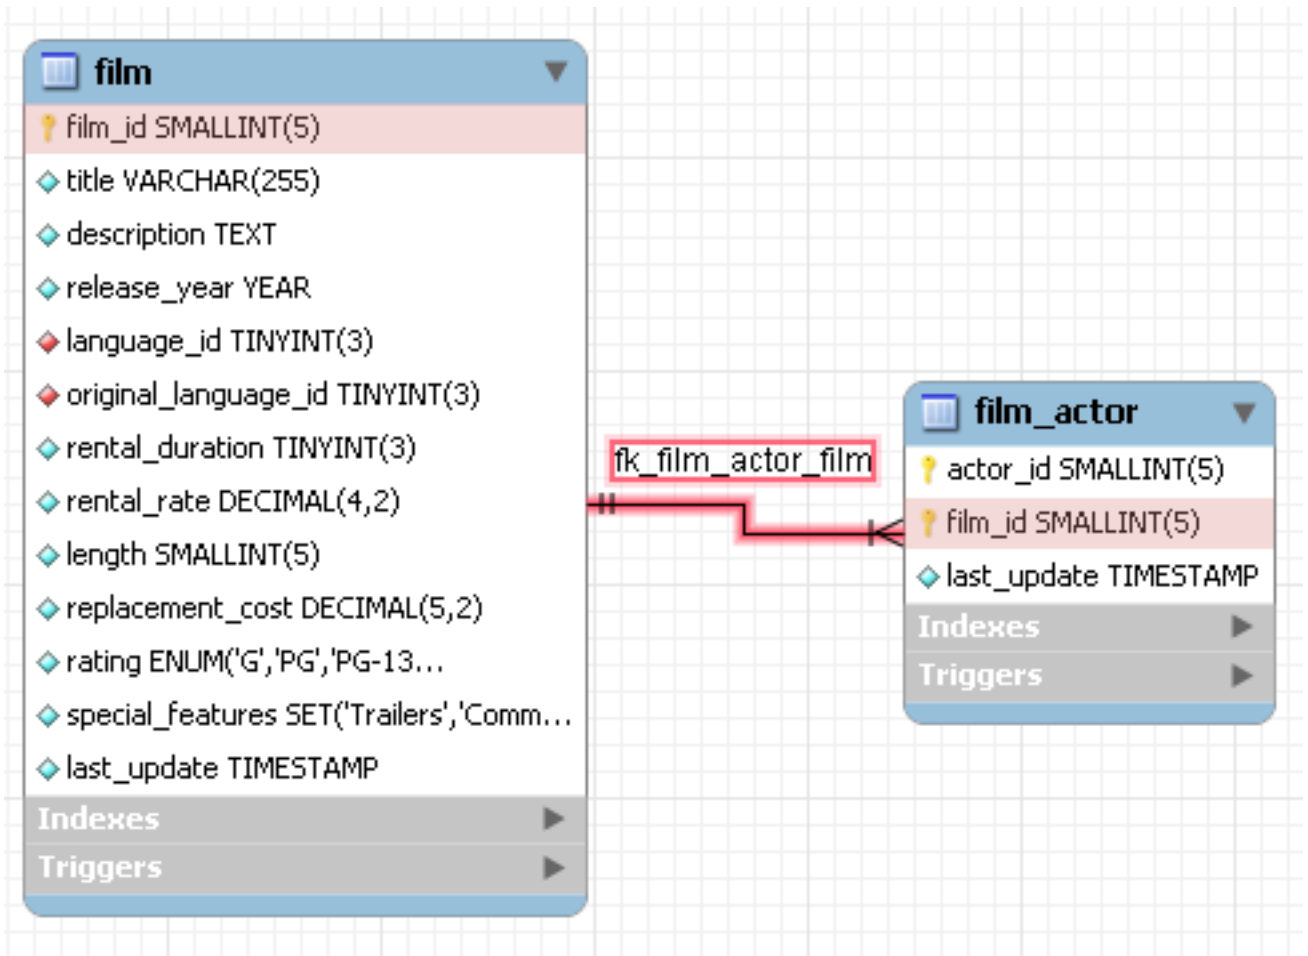 film
film_id SMALLINT(5)
title VARCHAR(255)
description TEXT
release_year YEAR
language_id TINYINT(3)
original_language_id TINYINT(3)
rental_duration TINYINT(3)
rental_rate DECIMAL(4,2)
length SMALLINT(5)
replacement_cost DECIMAL(5,2)
rating ENUM('G','PG','PG-13...
special_features SET('Trailers','Comm...
last_update TIMESTAMP
Indexes
Triggers
fk_film_actor_film
film_actor
actor_id SMALLINT(5)
film_id SMALLINT(5)
last_update TIMESTAMP
Indexes
Triggers